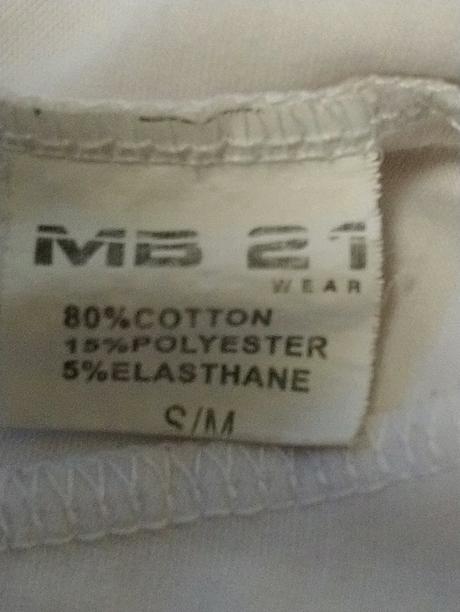 MB 21
WEAR
80%COTTON
15%POLYESTER
5%ELASTHANE
S/M